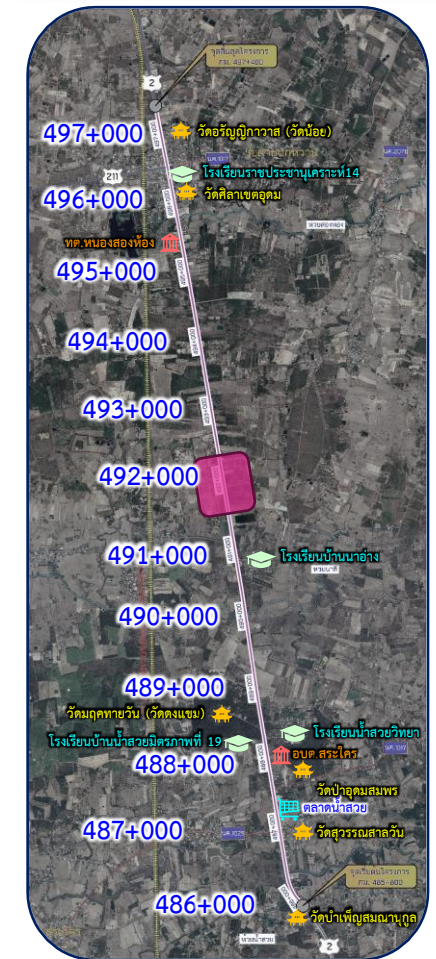 จุดสิ้นสุดโครงการ
กม. 497+480
2
497+000
วัดอรัญญิกาวาส (วัดน้อย)
211
โรงเรียนราชประชานุเคราะห์14
496+000
วัดศิลาเขตอุดม
ทต.หนองสองห้อง
495+000
494+000
493+000
492+000
491+000
โรงเรียนบ้านนาฮ่าง
490+000
489+000
วัดมฤคทายวัน (วัดดงแขม)
โรงเรียนน้ำสวยวิทยา
โรงเรียนบ้านน้ำสวยมิตรภาพที่ 19
อบต.สระใคร
488+000
วัดป่าอุดมสมพร
ตลาดน้ำสวย
487+000
วัดสุวรรณสาลวัน
จุดเริ่มต้นโครงการ
กม. 485+800
486+000
วัดบำเพ็ญสมณานุกูล
ห้วยน้ำสวย
2